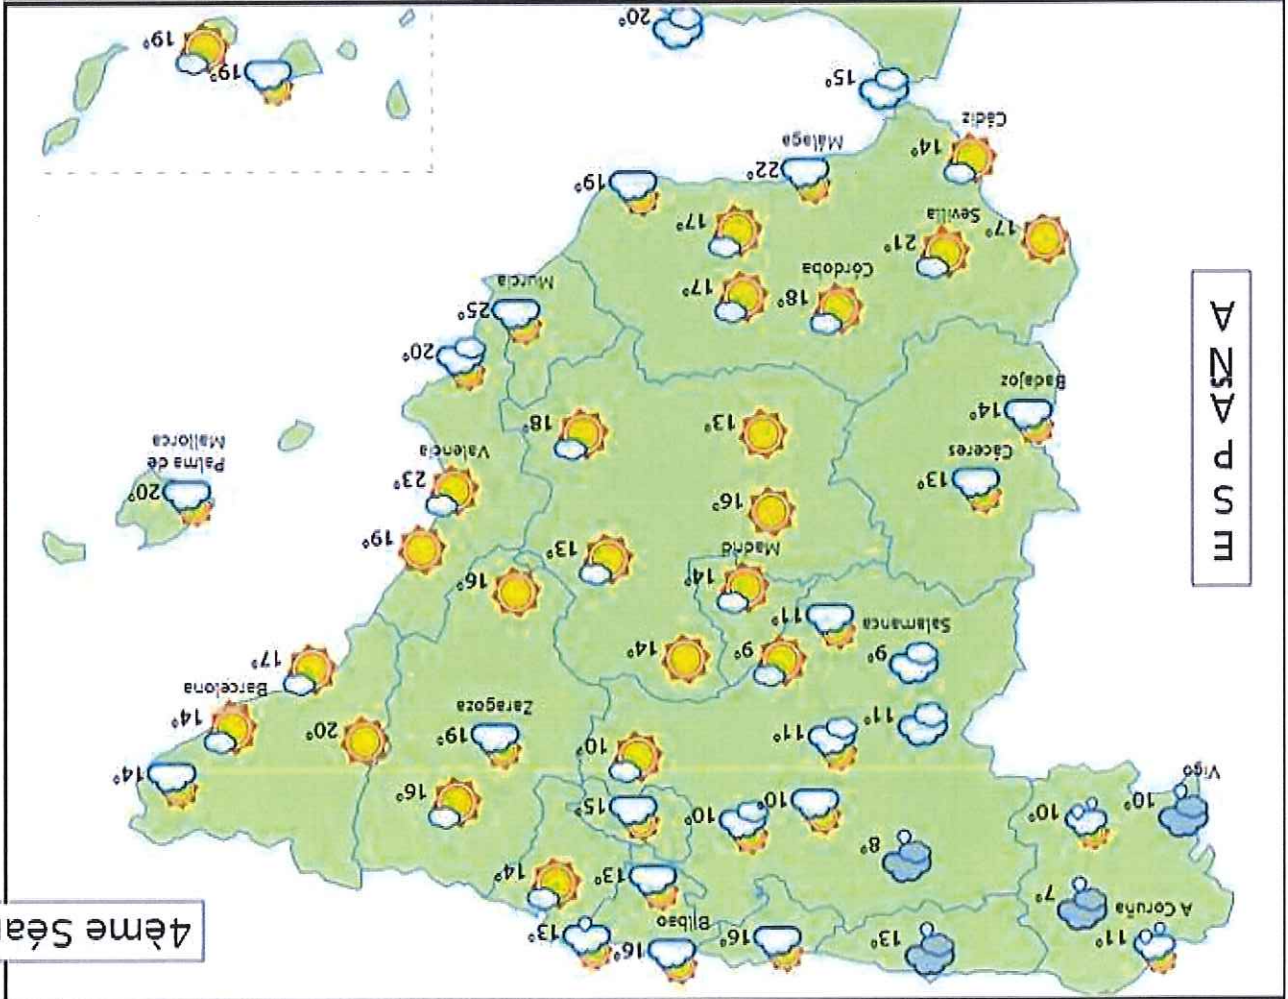 4ème Séa
ESPAÑA
11°
13°
16°
16°
13°
Bilbao
A Coruña
7°
13°
14°
8°
10°
10°
10°
10°
15°
16°
Vigo
14°
11°
11°
10°
19°
20°
14°
Zaragoza
Barcelona
9°
9°
14°
17°
Salamanca
11°
14°
16°
Madrid
13°
19°
16°
13°
23°
20°
Cáceres
Valencia
Palma de
Mallorca
14°
13°
18°
Badajoz
20°
25°
Murcia
18°
17°
Córdoba
17°
21°
17°
Sevilla
19°
22°
14°
Málaga
Cádiz
15°
19°
19°
20°